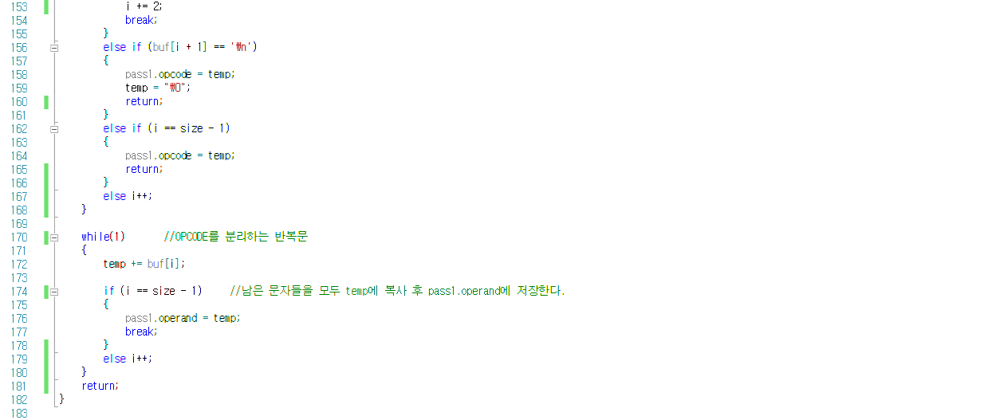 153 i += 2;
154 break;
155 }
156 else if (buf[i + 1] == '₩n')
157 {
158 pass1.opcode = temp;
159 temp = "₩0";
160 return;
161 }
162 else if (i == size - 1)
163 {
164 pass1.opcode = temp;
165 return;
166 }
167 else i++;
168 }
169
170 while(1) //OPCODE를 분리하는 반복문
171 {
172 temp += buf[i];
173
174 if (i == size - 1) //남은 문자들을 모두 temp에 복사 후 pass1.operand에 저장한다.
175 {
176 pass1.operand = temp;
177 break;
178 }
179 else i++;
180 }
181 return;
182 }
183